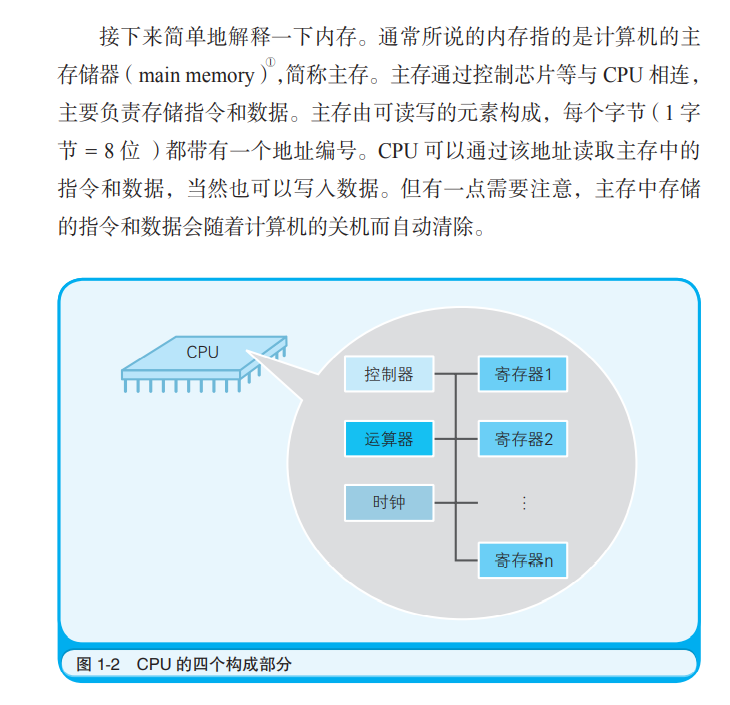 接下来简单地解释一下内存。通常所说的内存指的是计算机的主
存储器（main memory）①,简称主存。主存通过控制芯片等与 CPU 相连，
主要负责存储指令和数据。主存由可读写的元素构成，每个字节（1 字
节 = 8 位 ）都带有一个地址编号。CPU 可以通过该地址读取主存中的
指令和数据，当然也可以写入数据。但有一点需要注意，主存中存储
的指令和数据会随着计算机的关机而自动清除。
CPU
控制器
寄存器1
运算器
寄存器2
时钟
⋮
寄存器n
图 1-2 CPU 的四个构成部分